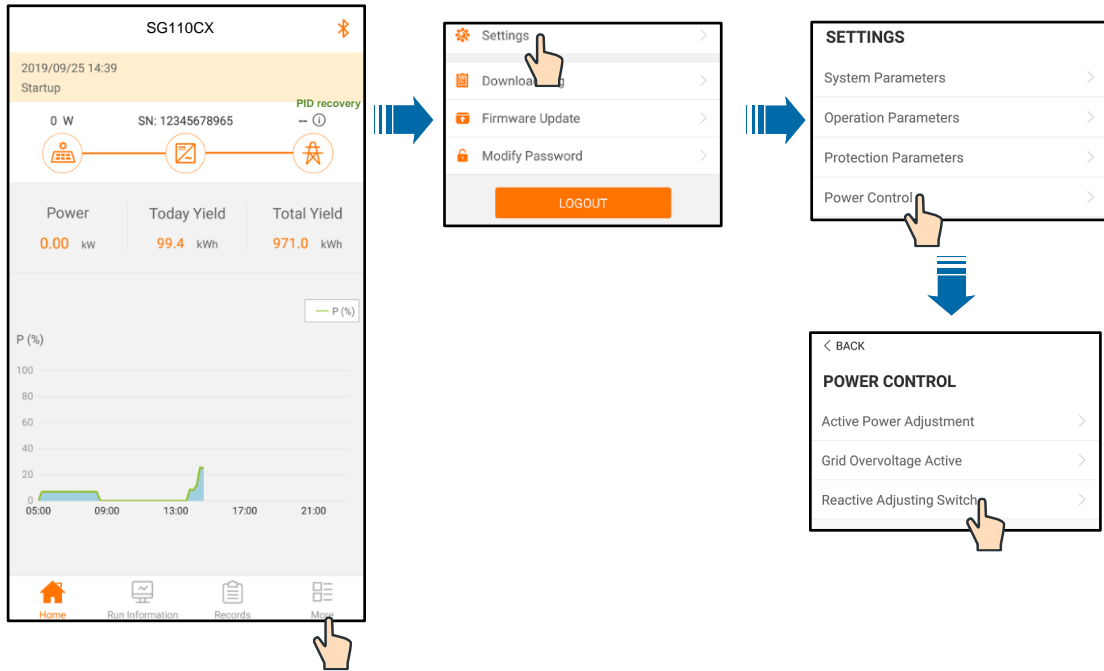 SG110CX
2019/09/25 14:39
Startup
PID recovery
0 W
SN: 12345678965
--
Power
Today Yield
Total Yield
0.00 kW
99.4 kWh
971.0 kWh
P (%)
P (%)
100
80
60
40
20
0
05:00 09:00 13:00 17:00 21:00
Home
Run Information
Records
More
Settings
Firmware Update
Modify Password
LOGOUT
SETTINGS
System Parameters
Operation Parameters
Protection Parameters
Power Control
< BACK
POWER CONTROL
Active Power Adjustment
Grid Overvoltage Active
Reactive Adjusting Switch